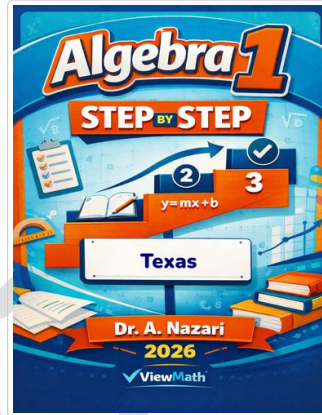 Algebra 1
STEP BY STEP
2
3
y=mx+b
Texas
Dr. A. Nazari
2026
ViewMath